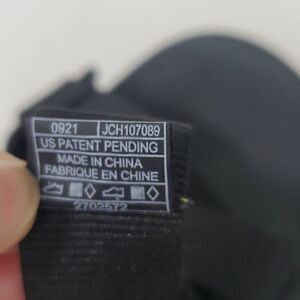 0921 JCH107089
US PATENT PENDING
MADE IN CHINA
FABRIQUE EN CHINE
2702572